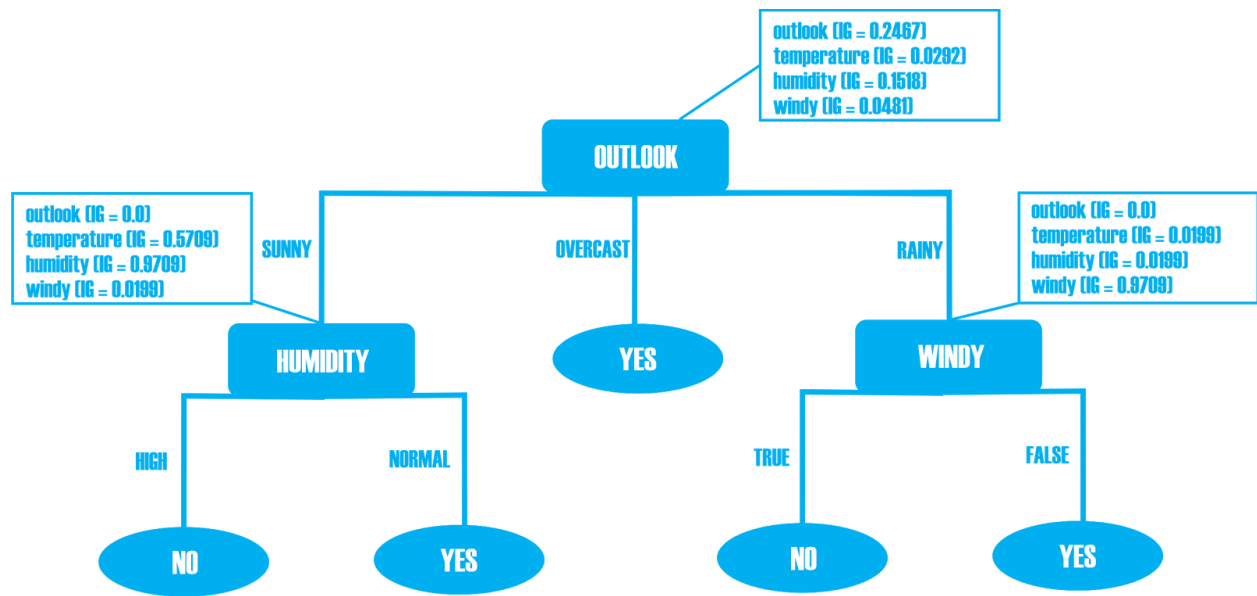 outlook (IG = 0.2467)
temperature (IG = 0.0292)
humidity (IG = 0.1518)
windy (IG = 0.0481)
OUTLOOK
outlook (IG = 0.0)
temperature (IG = 0.5709)
humidity (IG = 0.9709)
windy (IG = 0.0199)
SUNNY
OVERCAST
RAINY
outlook (IG = 0.0)
temperature (IG = 0.0199)
humidity (IG = 0.0199)
windy (IG = 0.9709)
HUMIDITY
YES
WINDY
HIGH
NORMAL
TRUE
FALSE
NO
YES
NO
YES